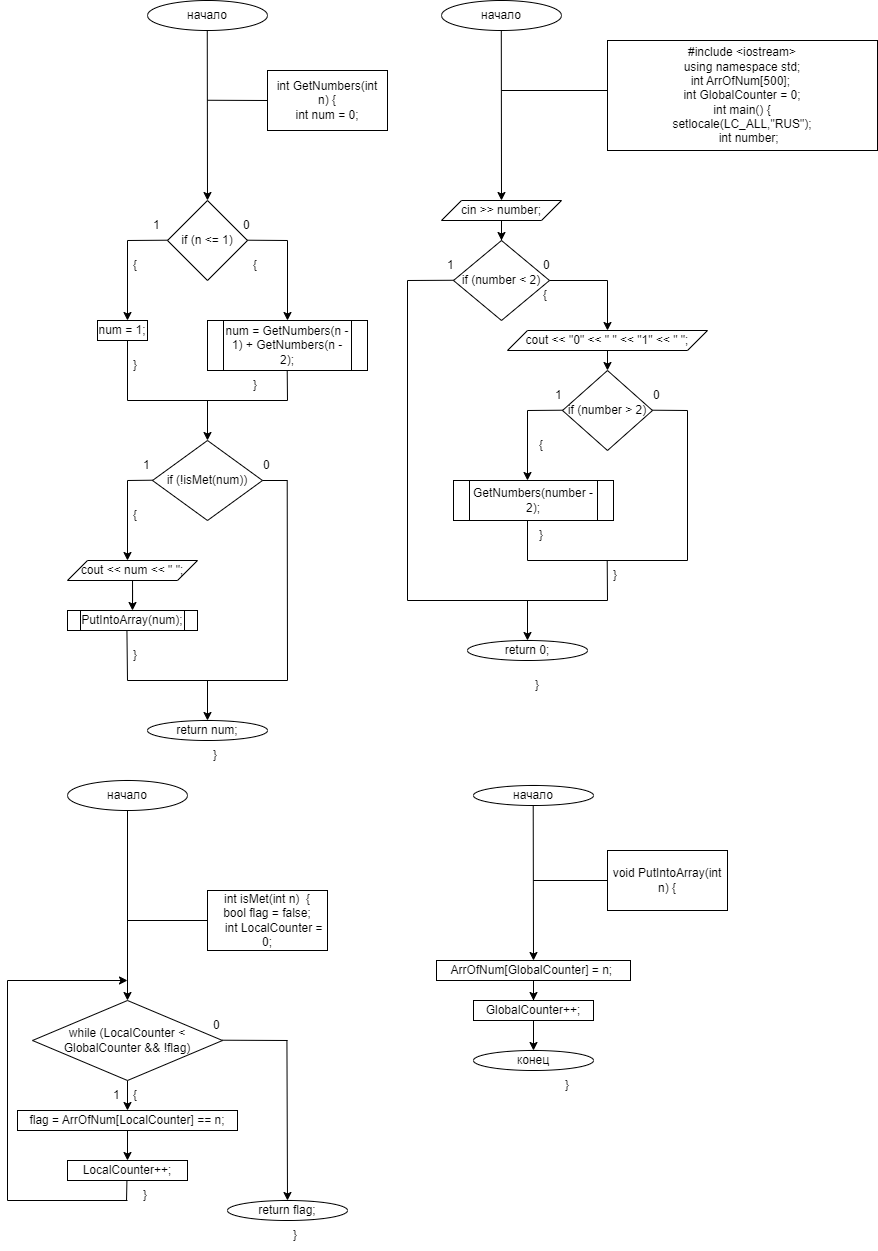 начало
int GetNumbers(int
n) {
int num = 0;
1
0
if (n <= 1)
{
{
num = 1;
num = GetNumbers(n -
1) + GetNumbers(n -
2);
}
}
1
0
if (!isMet(num))
{
cout << num << " ";
PutIntoArray(num);
}
return num;
}
начало
#include <iostream>
using namespace std;
int ArrOfNum[500];
int GlobalCounter = 0;
int main() {
setlocale(LC_ALL,"RUS");
int number;
cin >> number;
1
0
if (number < 2)
{
cout << "0" << " " << "1" << " ";
1
0
if (number > 2)
{
GetNumbers(number -
2);
}
}
return 0;
}
начало
int isMet(int n)  {
bool flag = false;
int LocalCounter =
0;
0
while (LocalCounter <
GlobalCounter && !flag)
1
{
flag = ArrOfNum[LocalCounter] == n;
LocalCounter++;
}
return flag;
}
начало
void PutIntoArray(int
n) {
ArrOfNum[GlobalCounter] = n;
GlobalCounter++;
конец
}